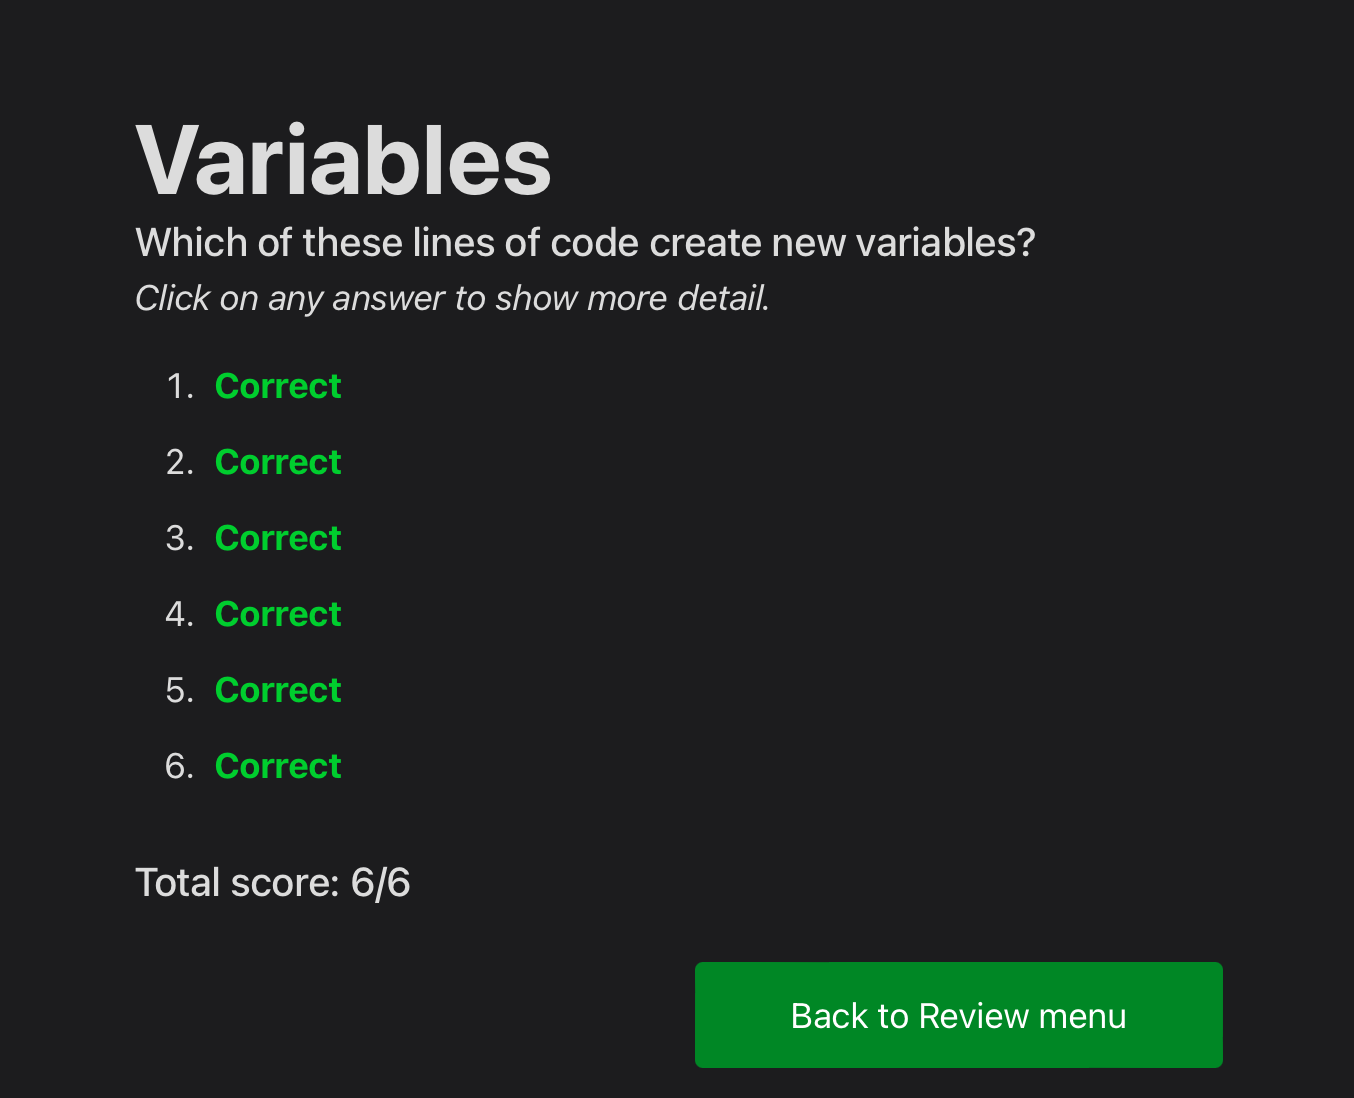 Variables
Which of these lines of code create new variables?
Click on any answer to show more detail.
1. Correct
2. Correct
3. Correct
4. Correct
5. Correct
6. Correct
Total score: 6/6
Back to Review menu